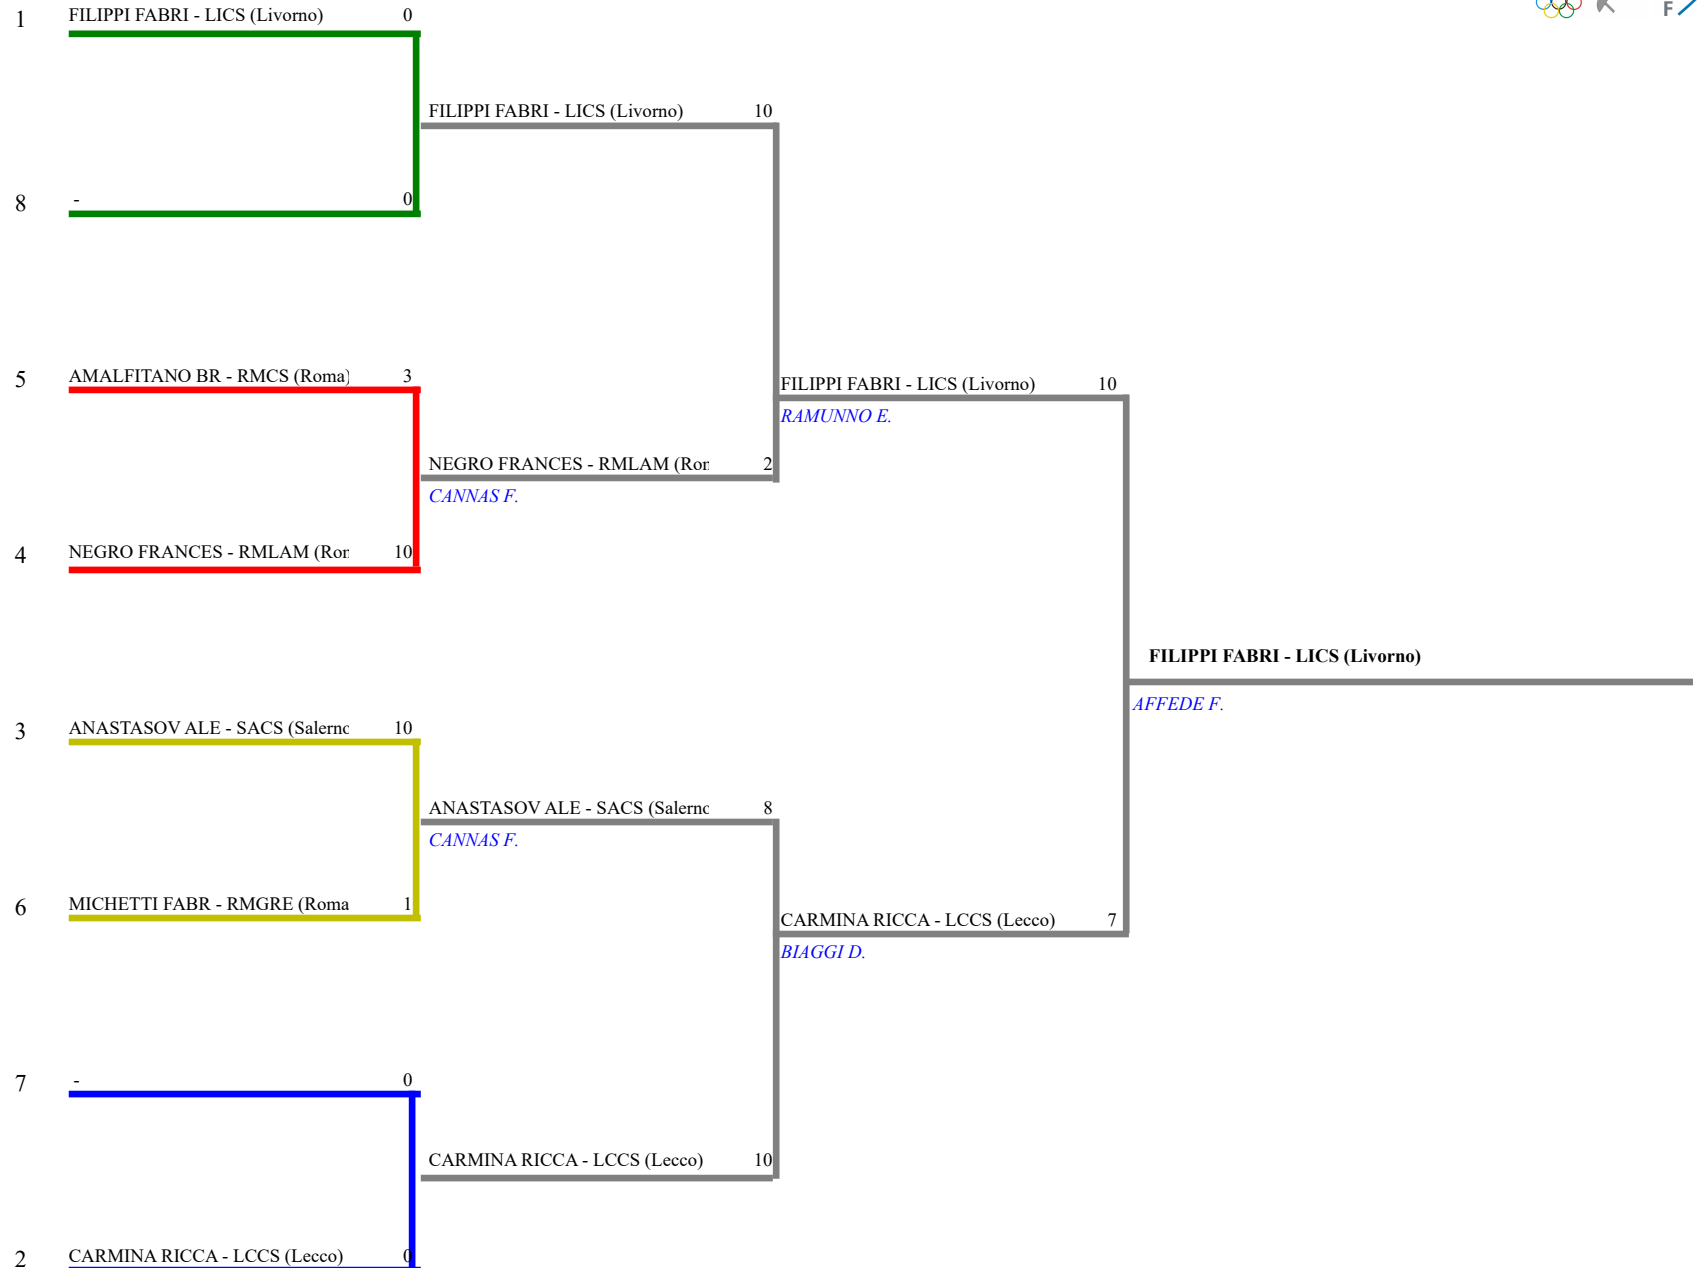 1 FILIPPI FABRI - LICS (Livorno) 0
F
FILIPPI FABRI - LICS (Livorno) 10
8 - 0
5 AMALFITANO BR - RMCS (Roma) 3
FILIPPI FABRI - LICS (Livorno) 10
RAMUNNO E.
NEGRO FRANCES - RMLAM (Ror 2
CANNAS F.
4 NEGRO FRANCES - RMLAM (Ror 10
FILIPPI FABRI - LICS (Livorno)
AFFEDE F.
3 ANASTASOV ALE - SACS (Salerno 10
ANASTASOV ALE - SACS (Salerno 8
CANNAS F.
6 MICHETTI FABR - RMGRE (Roma 1
CARMINA RICCA - LCCS (Lecco) 7
BIAGGI D.
7 - 0
CARMINA RICCA - LCCS (Lecco) 10
2 CARMINA RICCA - LCCS (Lecco) 0